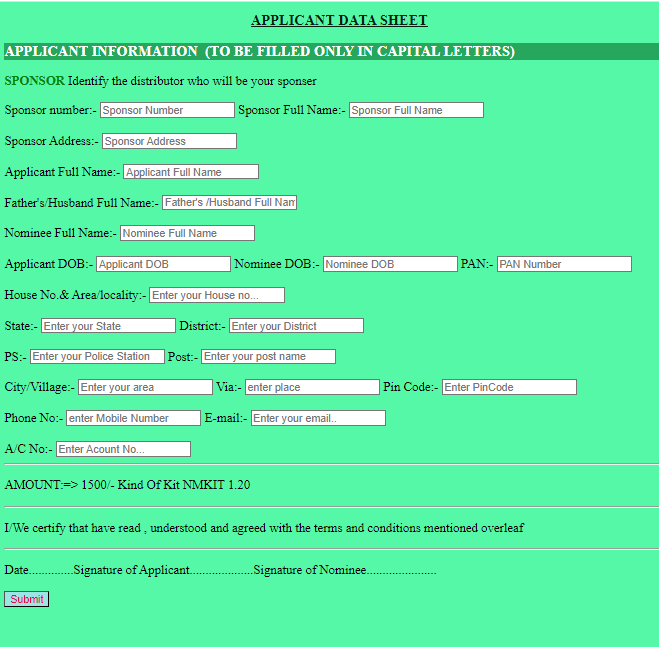 APPLICANT DATA SHEET
APPLICANT INFORMATION (TO BE FILLED ONLY IN CAPITAL LETTERS)
SPONSOR Identify the distributor who will be your sponser
Sponsor number:- Sponsor Number Sponsor Full Name:- Sponsor Full Name
Sponsor Address:- Sponsor Address
Applicant Full Name:- Applicant Full Name
Father's/Husband Full Name:- Father's /Husband Full Nam
Nominee Full Name:- Nominee Full Name
Applicant DOB:- Applicant DOB Nominee DOB:- Nominee DOB PAN:- PAN Number
House No.& Area/locality:- Enter your House no...
State:- Enter your State District:- Enter your District
PS:- Enter your Police Station Post:- Enter your post name
City/Village:- Enter your area Via:- enter place Pin Code:- Enter PinCode
Phone No:- enter Mobile Number E-mail:- Enter your email..
A/C No:- Enter Acount No...
AMOUNT:=> 1500/- Kind Of Kit NMKIT 1.20
I/We certify that have read , understood and agreed with the terms and conditions mentioned overleaf
Date..............Signature of Applicant....................Signature of Nominee......................
Submit